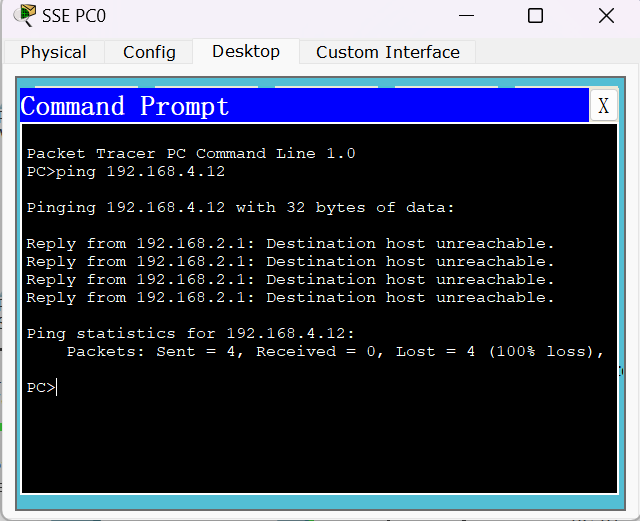 SSE PC0
Physical Config Desktop Custom Interface
Command Prompt X
Packet Tracer PC Command Line 1.0
PC>ping 192.168.4.12
Pinging 192.168.4.12 with 32 bytes of data:
Reply from 192.168.2.1: Destination host unreachable.
Reply from 192.168.2.1: Destination host unreachable.
Reply from 192.168.2.1: Destination host unreachable.
Reply from 192.168.2.1: Destination host unreachable.
Ping statistics for 192.168.4.12:
Packets: Sent = 4, Received = 0, Lost = 4 (100% loss),
PC>